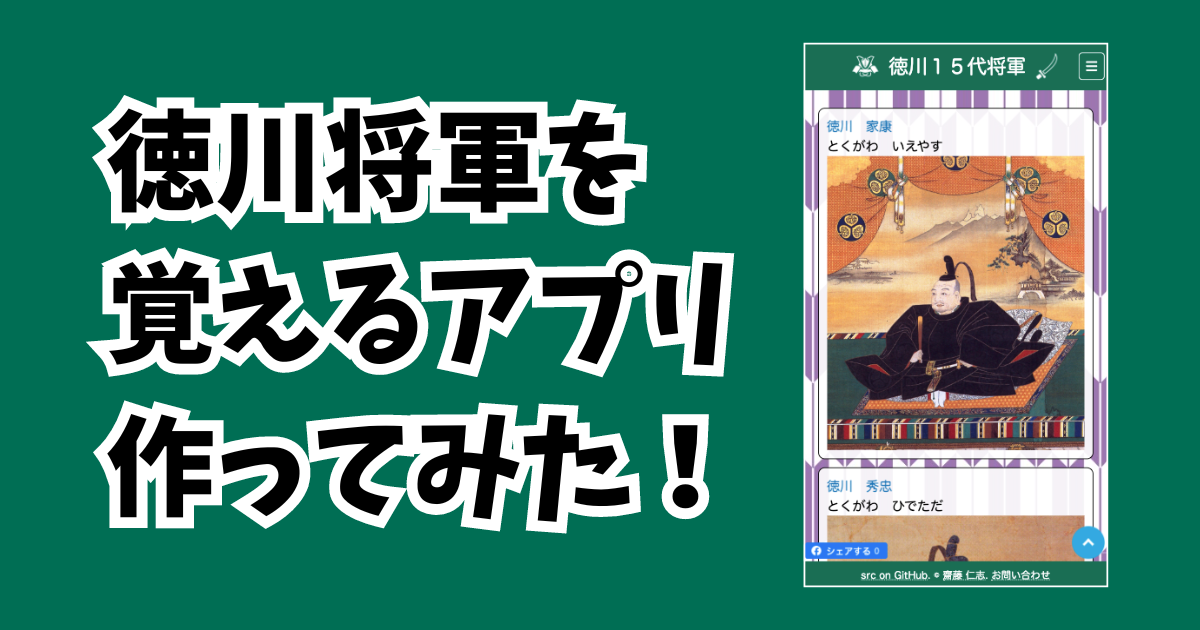 徳川将軍を
覚えるアプリ
作ってみた！
徳川１５代将軍
徳川　家康
とくがわ　いえやす
徳川　秀忠
とくがわ　ひでただ
シェアする 0
src on GitHub. © 齋藤 仁志. お問い合わせ